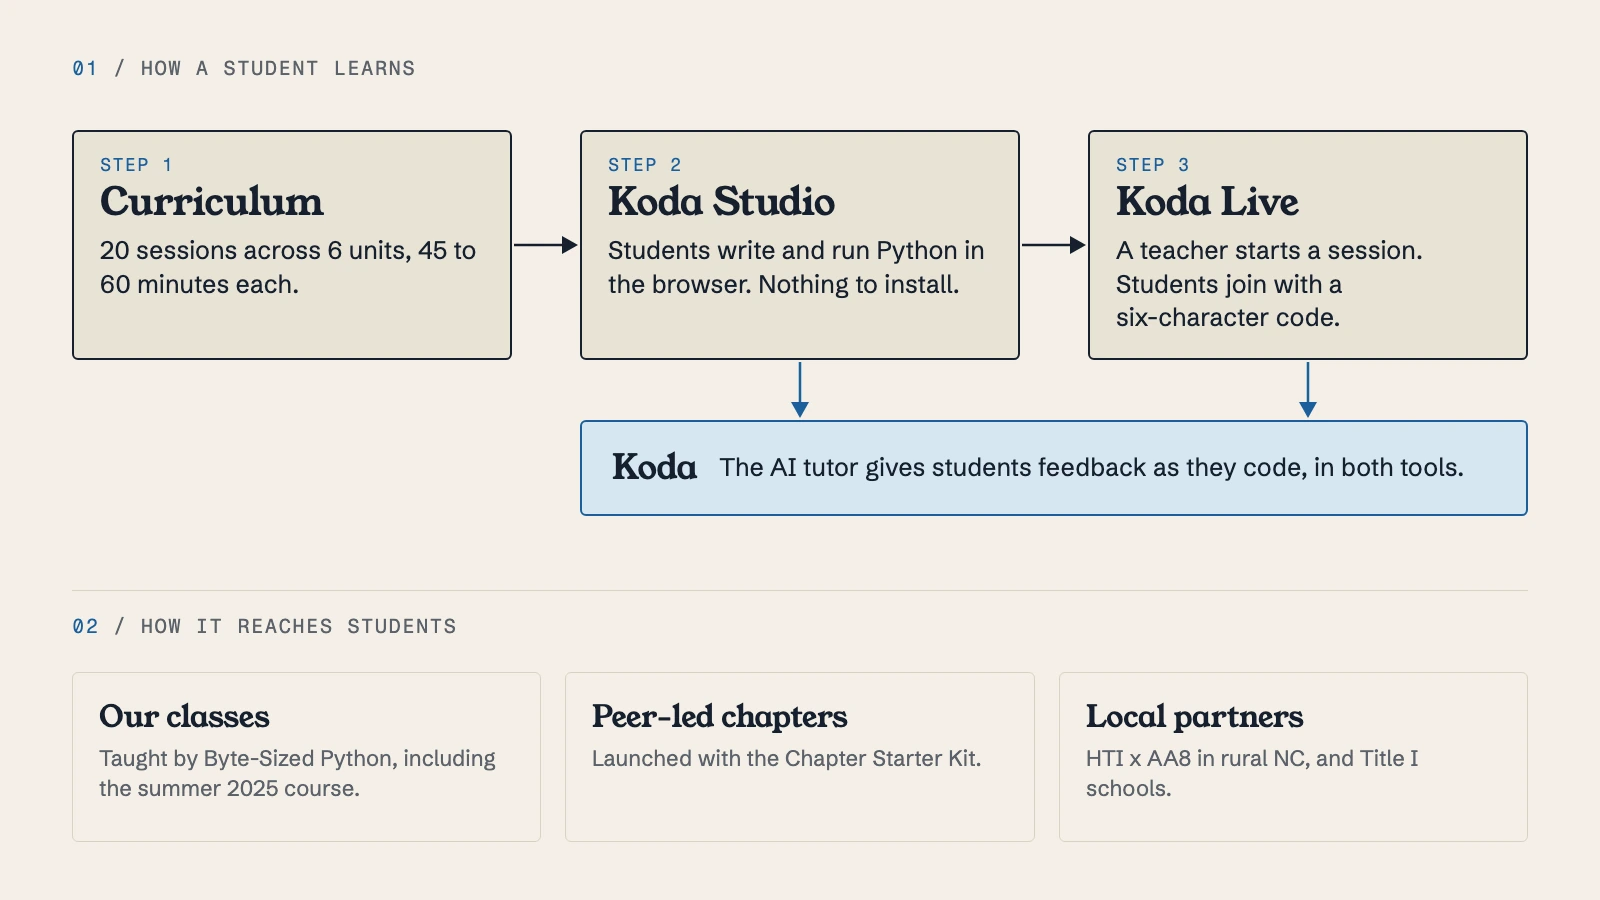 01 / HOW A STUDENT LEARNS
STEP 1
Curriculum
20 sessions across 6 units, 45 to
60 minutes each.
STEP 2
Koda Studio
Students write and run Python in
the browser. Nothing to install.
STEP 3
Koda Live
A teacher starts a session.
Students join with a
six-character code.
Koda The AI tutor gives students feedback as they code, in both tools.
02 / HOW IT REACHES STUDENTS
Our classes
Taught by Byte-Sized Python, including
the summer 2025 course.
Peer-led chapters
Launched with the Chapter Starter Kit.
Local partners
HTI x AA8 in rural NC, and Title I
schools.